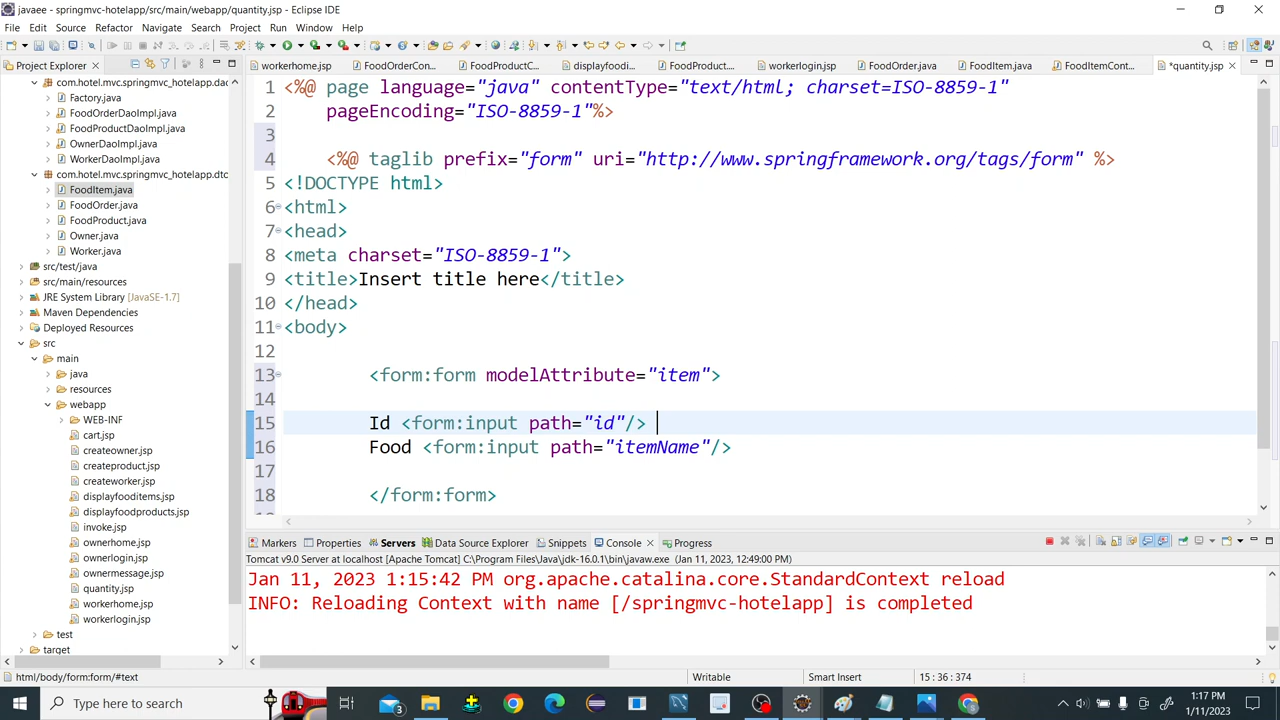 javaee - springmvc-hotelapp/src/main/webapp/quantity.jsp - Eclipse IDE
File Edit Source Refactor Navigate Search Project Run Window Help
Project Explorer
workerhome.jsp FoodOrderCon... FoodProductC... displayfoodi... FoodProduct.... workerlogin.jsp FoodOrder.java FoodItem.java FoodItemCont... *quantity.jsp
com.hotel.mvc.springmvc_hotelapp.dao
Factory.java
FoodOrderDaoImpl.java
FoodProductDaoImpl.java
OwnerDaoImpl.java
WorkerDaoImpl.java
com.hotel.mvc.springmvc_hotelapp.dto
FoodItem.java
FoodOrder.java
FoodProduct.java
Owner.java
Worker.java
src/test/java
src/main/resources
JRE System Library [JavaSE-1.7]
Maven Dependencies
Deployed Resources
src
main
java
resources
webapp
WEB-INF
cart.jsp
createowner.jsp
createproduct.jsp
createworker.jsp
displayfooditems.jsp
displayfoodproducts.jsp
invoke.jsp
ownerhome.jsp
ownerlogin.jsp
ownermessage.jsp
quantity.jsp
workerhome.jsp
workerlogin.jsp
test
target
1 <%@ page language="java" contentType="text/html; charset=ISO-8859-1"
2 pageEncoding="ISO-8859-1"%>
3
4 <%@ taglib prefix="form" uri="http://www.springframework.org/tags/form" %>
5 <!DOCTYPE html>
6 <html>
7 <head>
8 <meta charset="ISO-8859-1">
9 <title>Insert title here</title>
10 </head>
11 <body>
12
13 <form:form modelAttribute="item">
14
15 Id <form:input path="id"/>
16 Food <form:input path="itemName"/>
17
18 </form:form>
Markers Properties Servers Data Source Explorer Snippets Console Progress
Tomcat v9.0 Server at localhost [Apache Tomcat] C:\Program Files\Java\jdk-16.0.1\bin\javaw.exe (Jan 11, 2023, 12:49:00 PM)
Jan 11, 2023 1:15:42 PM org.apache.catalina.core.StandardContext reload
INFO: Reloading Context with name [/springmvc-hotelapp] is completed
html/body/form:form/#text Writable Smart Insert 15 : 36 : 374
Type here to search
3
1:17 PM
1/11/2023